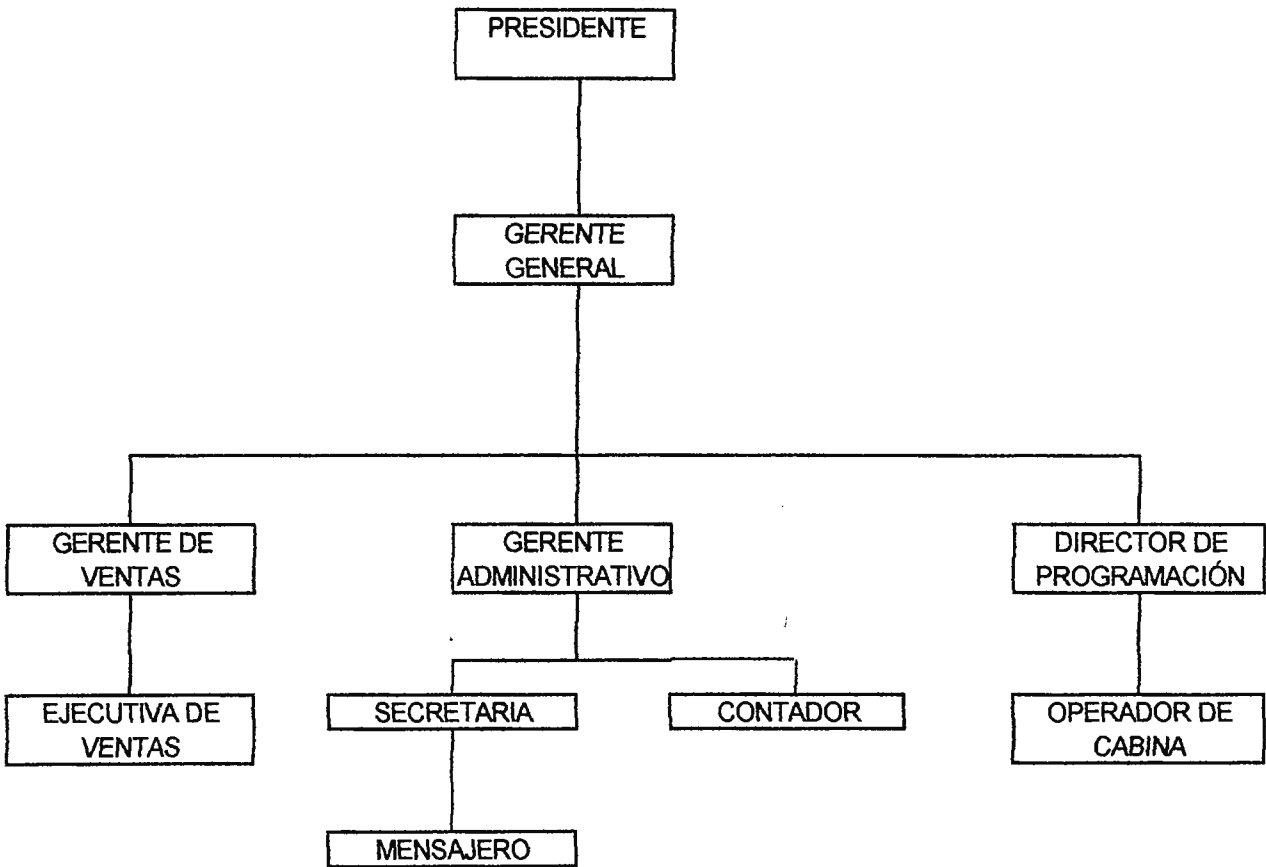 PRESIDENTE
GERENTE
GENERAL
GERENTE DE
VENTAS
GERENTE
ADMINISTRATIVO
DIRECTOR DE
PROGRAMACIÓN
EJECUTIVA DE
VENTAS
SECRETARIA
CONTADOR
OPERADOR DE
CABINA
MENSAJERO